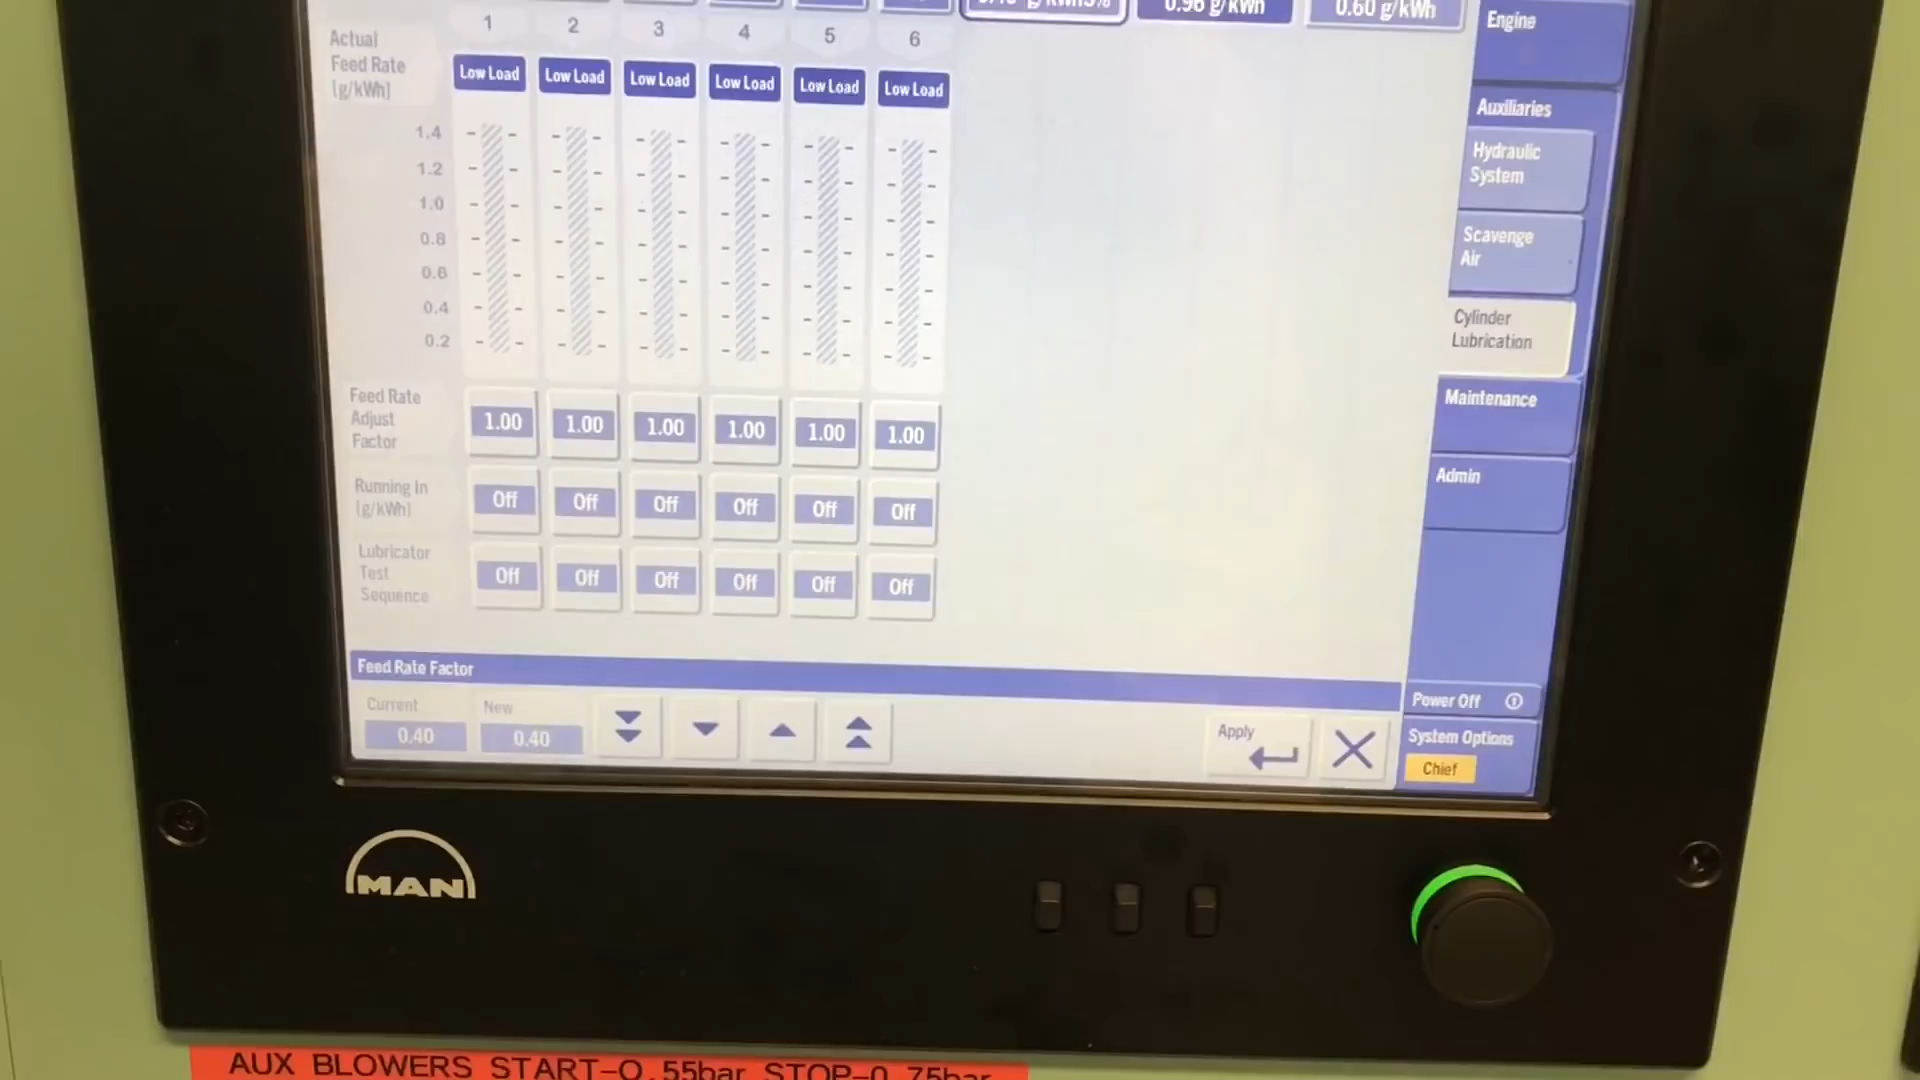 0.96 g/kWh
0.60 g/kWh
1 2 3 4 5 6
Actual
Feed Rate
[g/kWh]
Low Load Low Load Low Load Low Load Low Load Low Load
1.4
1.2
1.0
0.8
0.6
0.4
0.2
Feed Rate
Adjust
Factor
1.00 1.00 1.00 1.00 1.00 1.00
Running In
[g/kWh]
Off Off Off Off Off Off
Lubricator
Test
Sequence
Off Off Off Off Off Off
Feed Rate Factor
Current New
0.40 0.40
Apply
Engine
Auxiliaries
Hydraulic
System
Scavenge
Air
Cylinder
Lubrication
Maintenance
Admin
Power Off
System Options
Chief
MAN
AUX BLOWERS START-0.55bar STOP-0.75bar